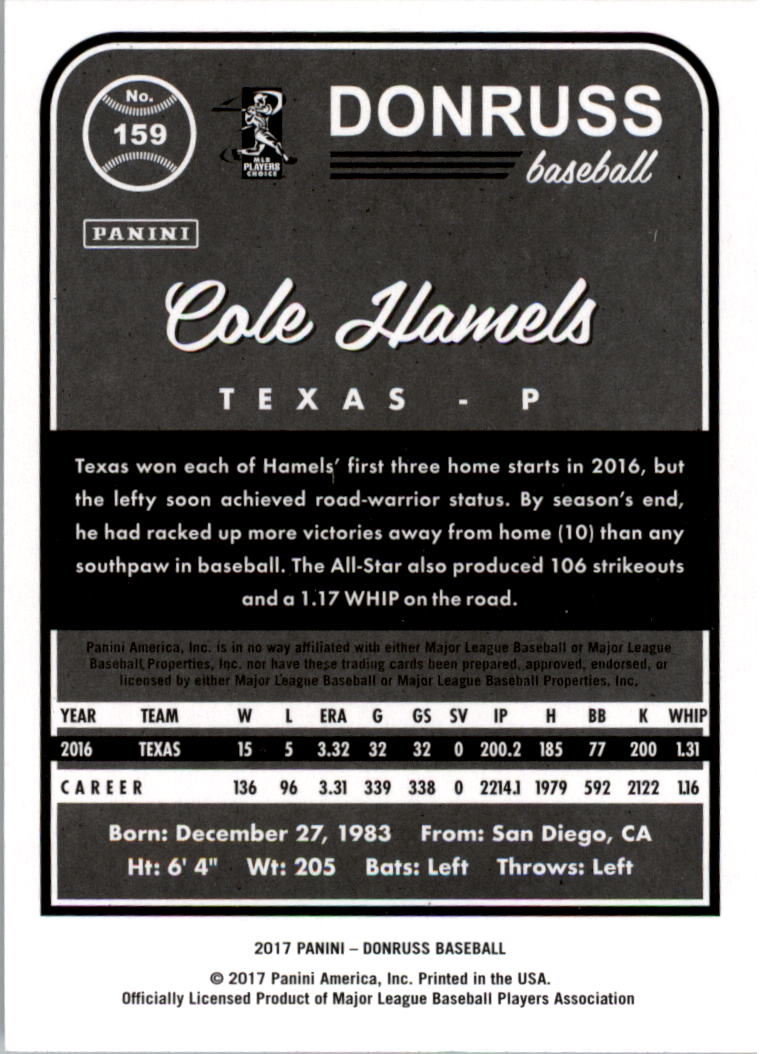 No.
159
MLB
PLAYERS
CHOICE
DONRUSS
baseball
PANINI
Cole Hamels
TEXAS - P
Texas won each of Hamels' first three home starts in 2016, but
the lefty soon achieved road-warrior status. By season's end,
he had racked up more victories away from home (10) than any
southpaw in baseball. The All-Star also produced 106 strikeouts
and a 1.17 WHIP on the road.
Panini America, Inc. is in no way affiliated with either Major League Baseball or Major League
Baseball Properties, Inc. nor have these trading cards been prepared, approved, endorsed, or
licensed by either Major League Baseball or Major League Baseball Properties, Inc.
YEAR TEAM W L ERA G GS SV IP H BB K WHIP
2016 TEXAS 15 5 3.32 32 32 0 200.2 185 77 200 1.31
CAREER 136 96 3.31 339 338 0 2214.1 1979 592 2122 1.16
Born: December 27, 1983 From: San Diego, CA
Ht: 6' 4" Wt: 205 Bats: Left Throws: Left
2017 PANINI – DONRUSS BASEBALL
© 2017 Panini America, Inc. Printed in the USA.
Officially Licensed Product of Major League Baseball Players Association